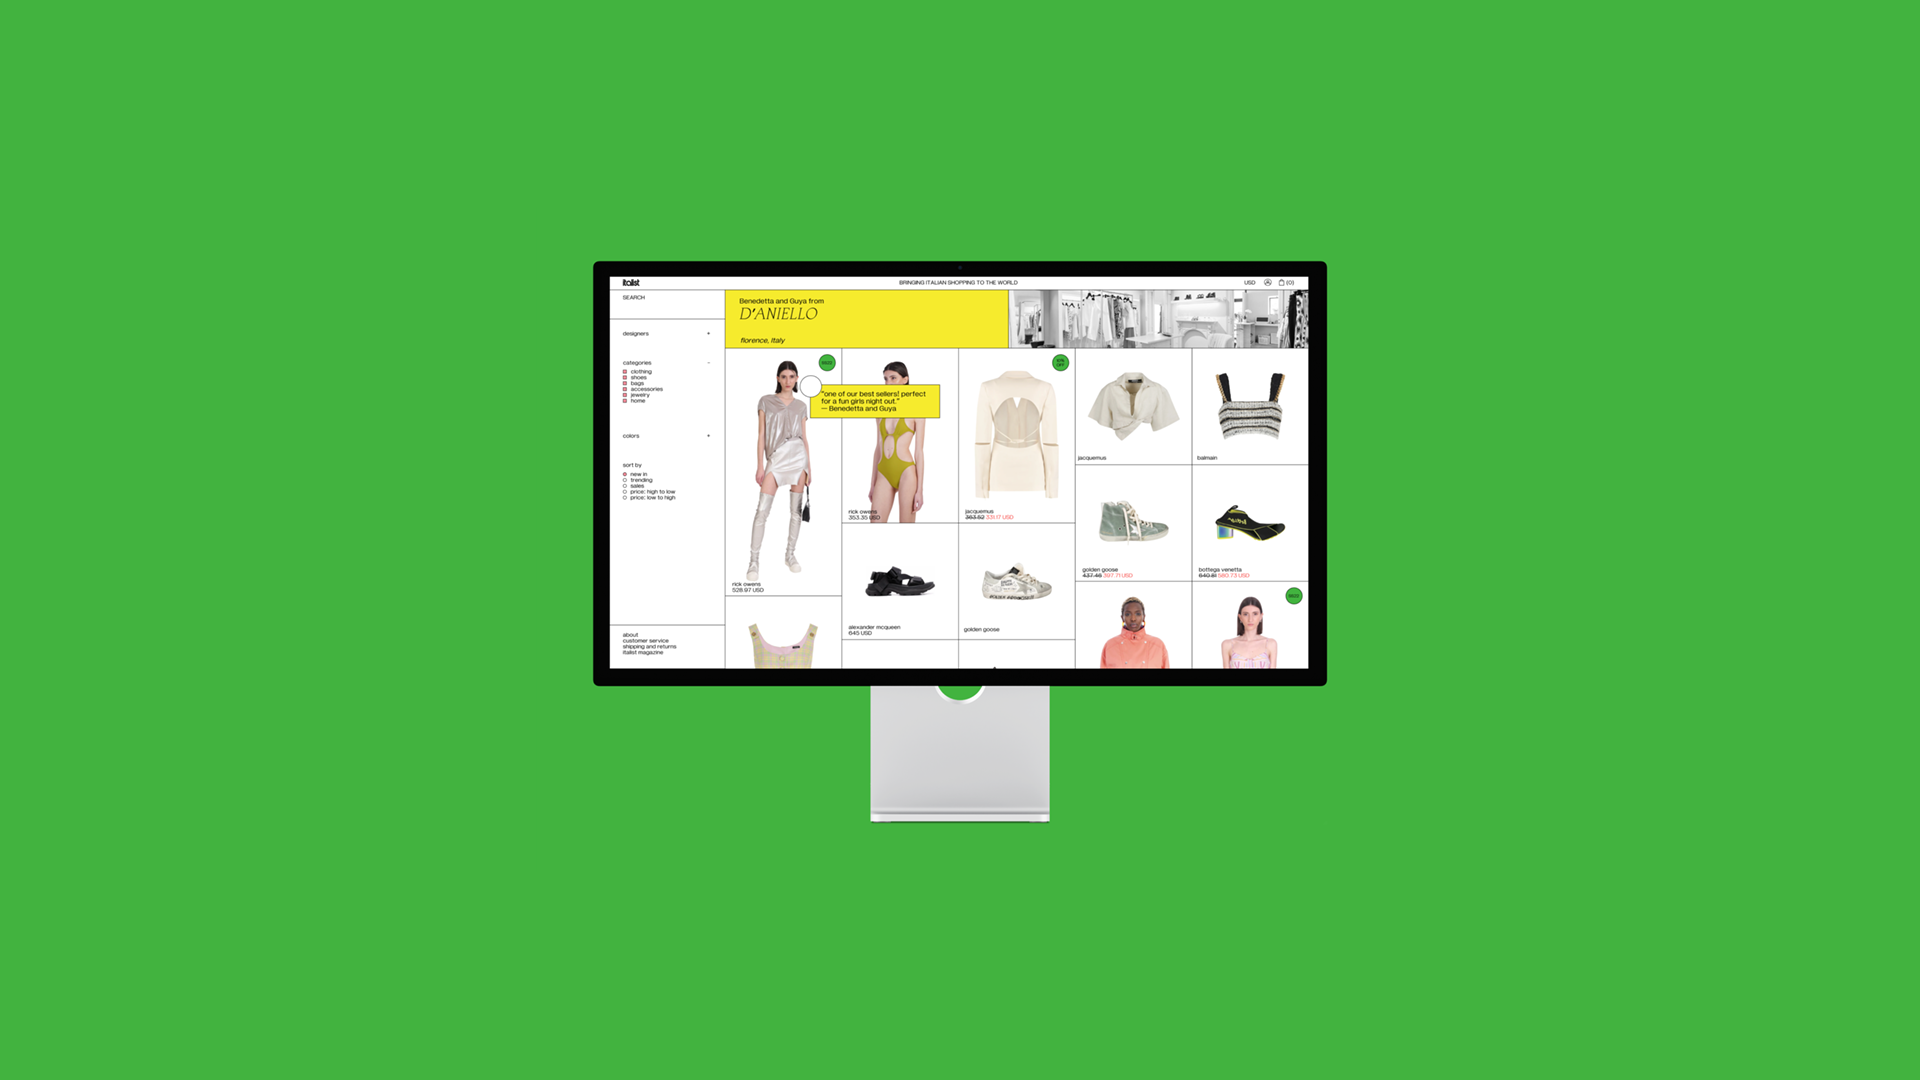 italist
BRINGING ITALIAN SHOPPING TO THE WORLD
USD
(0)
SEARCH
designers +
categories –
clothing
shoes
bags
accessories
jewelry
home
colors +
sort by
new in
trending
sales
price: high to low
price: low to high
about
customer service
shipping and returns
italist magazine
Benedetta and Guya from
D'ANIELLO
florence, italy
"one of our best sellers! perfect
for a fun girls night out."
— Benedetta and Guya
rick owens
528.97 USD
rick owens
353.35 USD
OFF
jacquemus
363.52 331.17 USD
jacquemus
balmain
alexander mcqueen
645 USD
golden goose
golden goose
437.46 397.71 USD
bottega venetta
640.81 580.73 USD